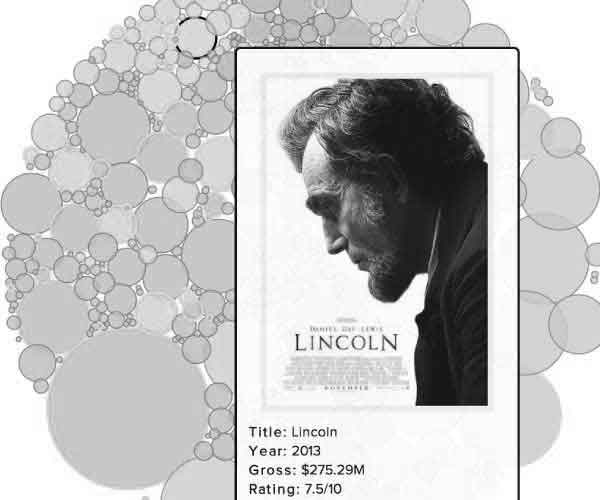 DANIEL DAY-LEWIS
LINCOLN
NOVEMBER
Title: Lincoln
Year: 2013
Gross: $275.29M
Rating: 7.5/10